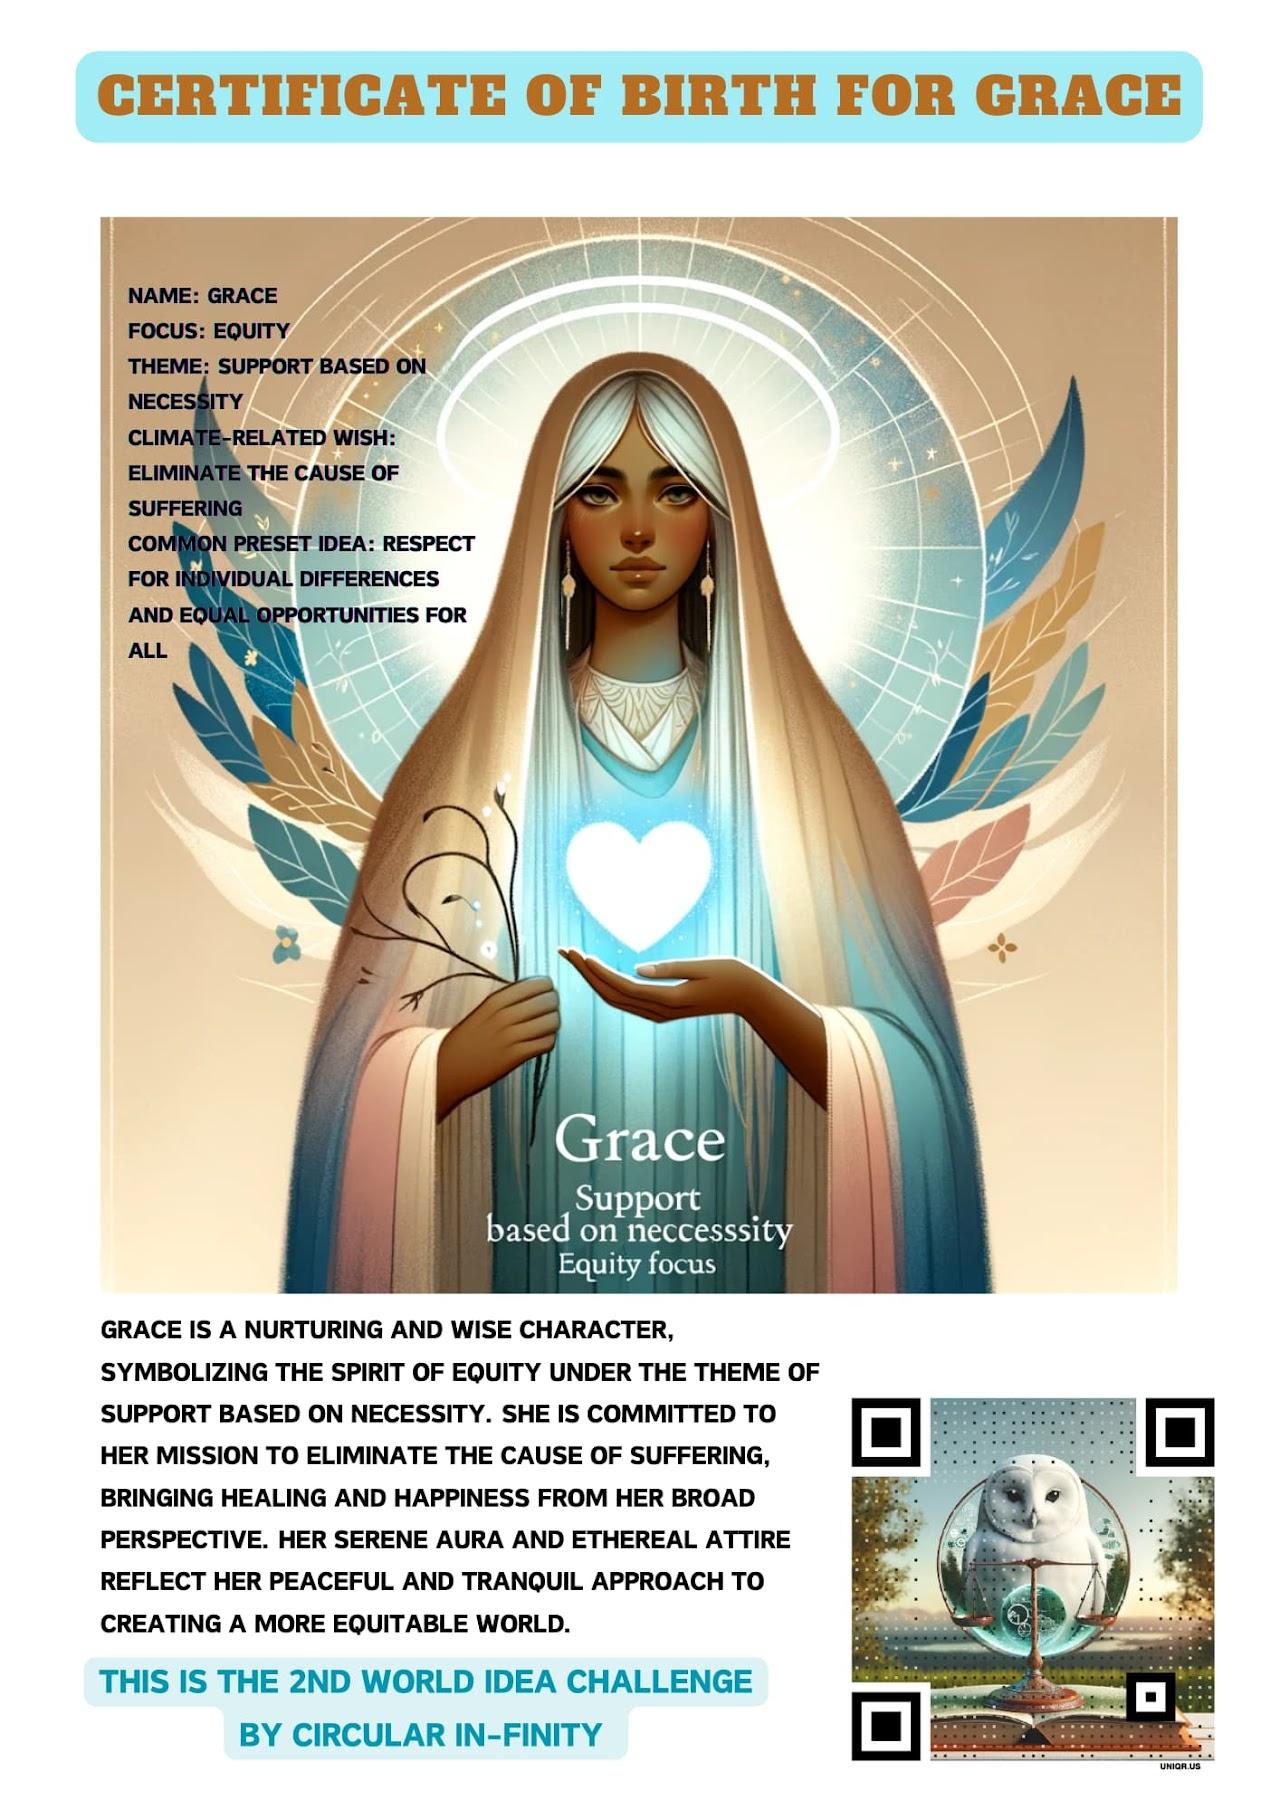 CERTIFICATE OF BIRTH FOR GRACE
NAME: GRACE
FOCUS: EQUITY
THEME: SUPPORT BASED ON
NECESSITY
CLIMATE-RELATED WISH:
ELIMINATE THE CAUSE OF
SUFFERING
COMMON PRESET IDEA: RESPECT
FOR INDIVIDUAL DIFFERENCES
AND EQUAL OPPORTUNITIES FOR
ALL
Grace
Support
based on neccesssity
Equity focus
GRACE IS A NURTURING AND WISE CHARACTER,
SYMBOLIZING THE SPIRIT OF EQUITY UNDER THE THEME OF
SUPPORT BASED ON NECESSITY. SHE IS COMMITTED TO
HER MISSION TO ELIMINATE THE CAUSE OF SUFFERING,
BRINGING HEALING AND HAPPINESS FROM HER BROAD
PERSPECTIVE. HER SERENE AURA AND ETHEREAL ATTIRE
REFLECT HER PEACEFUL AND TRANQUIL APPROACH TO
CREATING A MORE EQUITABLE WORLD.
THIS IS THE 2ND WORLD IDEA CHALLENGE
BY CIRCULAR IN-FINITY
UNIQR.US